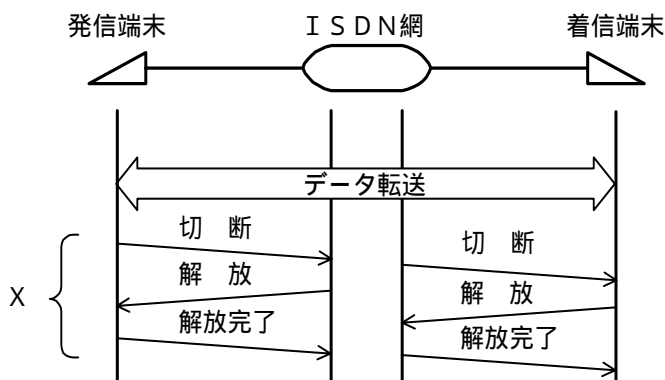 発信端末
ＩＳＤＮ網
着信端末
データ転送
切　断
切　断
解　放
解　放
解放完了
解放完了
X